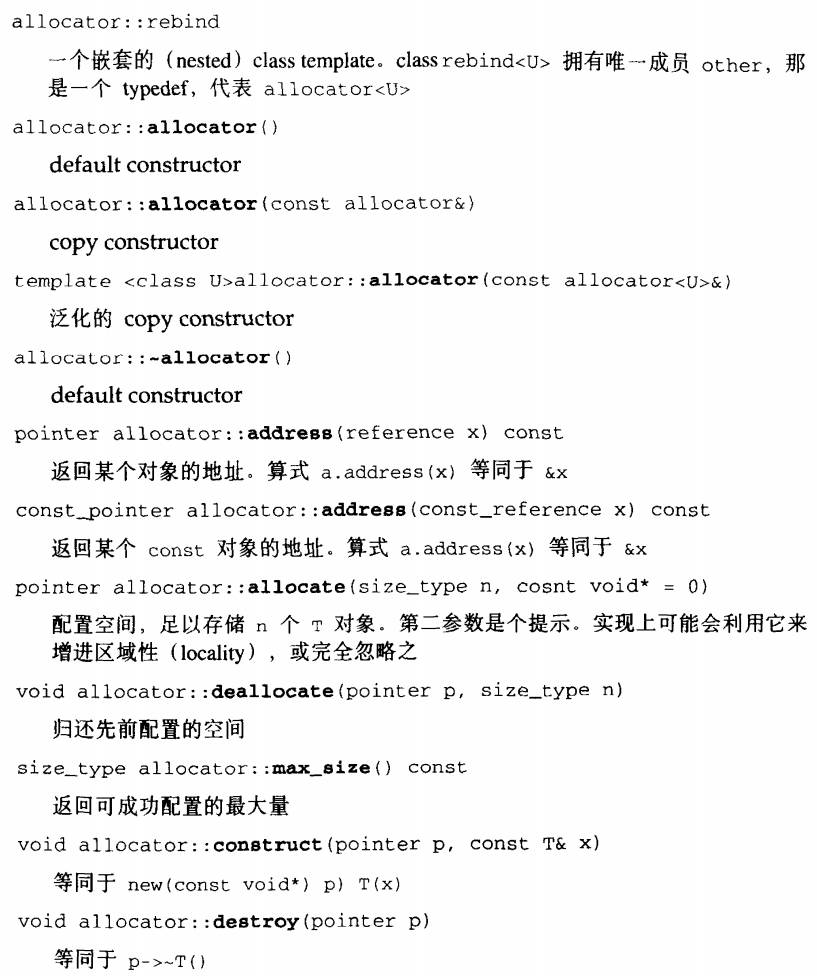 allocator::rebind
一个嵌套的（nested）class template。class rebind<U> 拥有唯一成员 other，那
是一个 typedef，代表 allocator<U>
allocator::allocator()
default constructor
allocator::allocator(const allocator&)
copy constructor
template <class U>allocator::allocator(const allocator<U>&)
泛化的 copy constructor
allocator::~allocator()
default constructor
pointer allocator::address(reference x) const
返回某个对象的地址。算式 a.address(x) 等同于 &x
const_pointer allocator::address(const_reference x) const
返回某个 const 对象的地址。算式 a.address(x) 等同于 &x
pointer allocator::allocate(size_type n, cosnt void* = 0)
配置空间，足以存储 n 个 T 对象。第二参数是个提示。实现上可能会利用它来
增进区域性（locality），或完全忽略之
void allocator::deallocate(pointer p, size_type n)
归还先前配置的空间
size_type allocator::max_size() const
返回可成功配置的最大量
void allocator::construct(pointer p, const T& x)
等同于 new(const void*) p) T(x)
void allocator::destroy(pointer p)
等同于 p->~T()